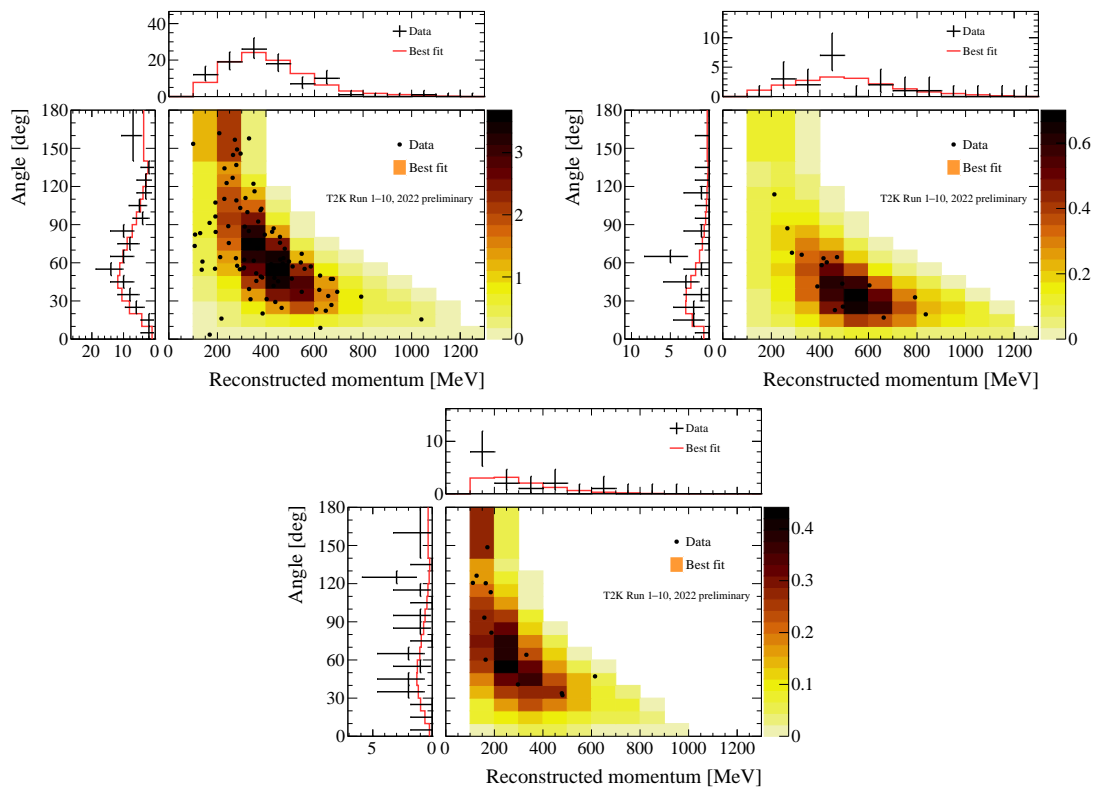 40
20
0
Data
Best fit
180
150
120
90
60
30
0
Angle [deg]
20 10 0
Data
Best fit
T2K Run 1–10, 2022 preliminary
3
2
1
0
0 200 400 600 800 1000 1200
Reconstructed momentum [MeV]
10
5
0
Data
Best fit
180
150
120
90
60
30
0
Angle [deg]
10 5 0
Data
Best fit
T2K Run 1–10, 2022 preliminary
0.6
0.4
0.2
0
0 200 400 600 800 1000 1200
Reconstructed momentum [MeV]
10
0
Data
Best fit
180
150
120
90
60
30
0
Angle [deg]
5 0
Data
Best fit
T2K Run 1–10, 2022 preliminary
0.4
0.3
0.2
0.1
0
0 200 400 600 800 1000 1200
Reconstructed momentum [MeV]